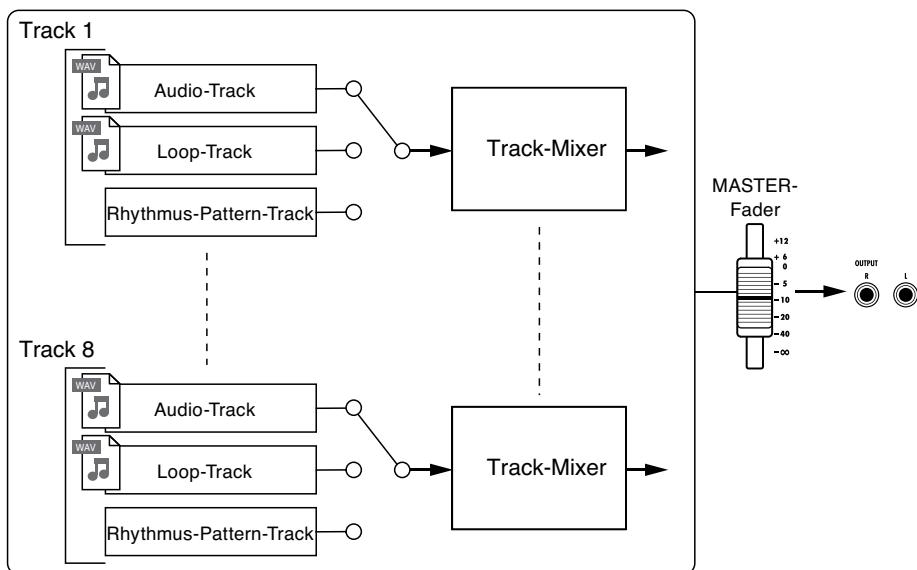 Track 1
WAV
Audio-Track
WAV
Loop-Track
Rhythmus-Pattern-Track
Track-Mixer
Track 8
WAV
Audio-Track
WAV
Loop-Track
Rhythmus-Pattern-Track
Track-Mixer
MASTER-
Fader
+12
+ 6
0
- 5
-10
-20
-40
-∞
OUTPUT
R L